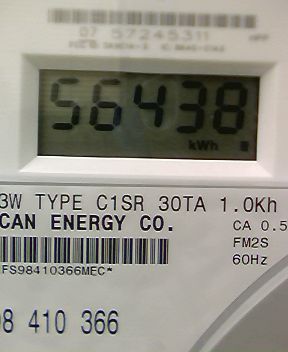 07 57245311
56438
kWh
3W TYPE C1SR 30TA 1.0Kh
CAN ENERGY CO.
CA 0.5
FM2S
60Hz
FS98410366MEC*
98 410 366